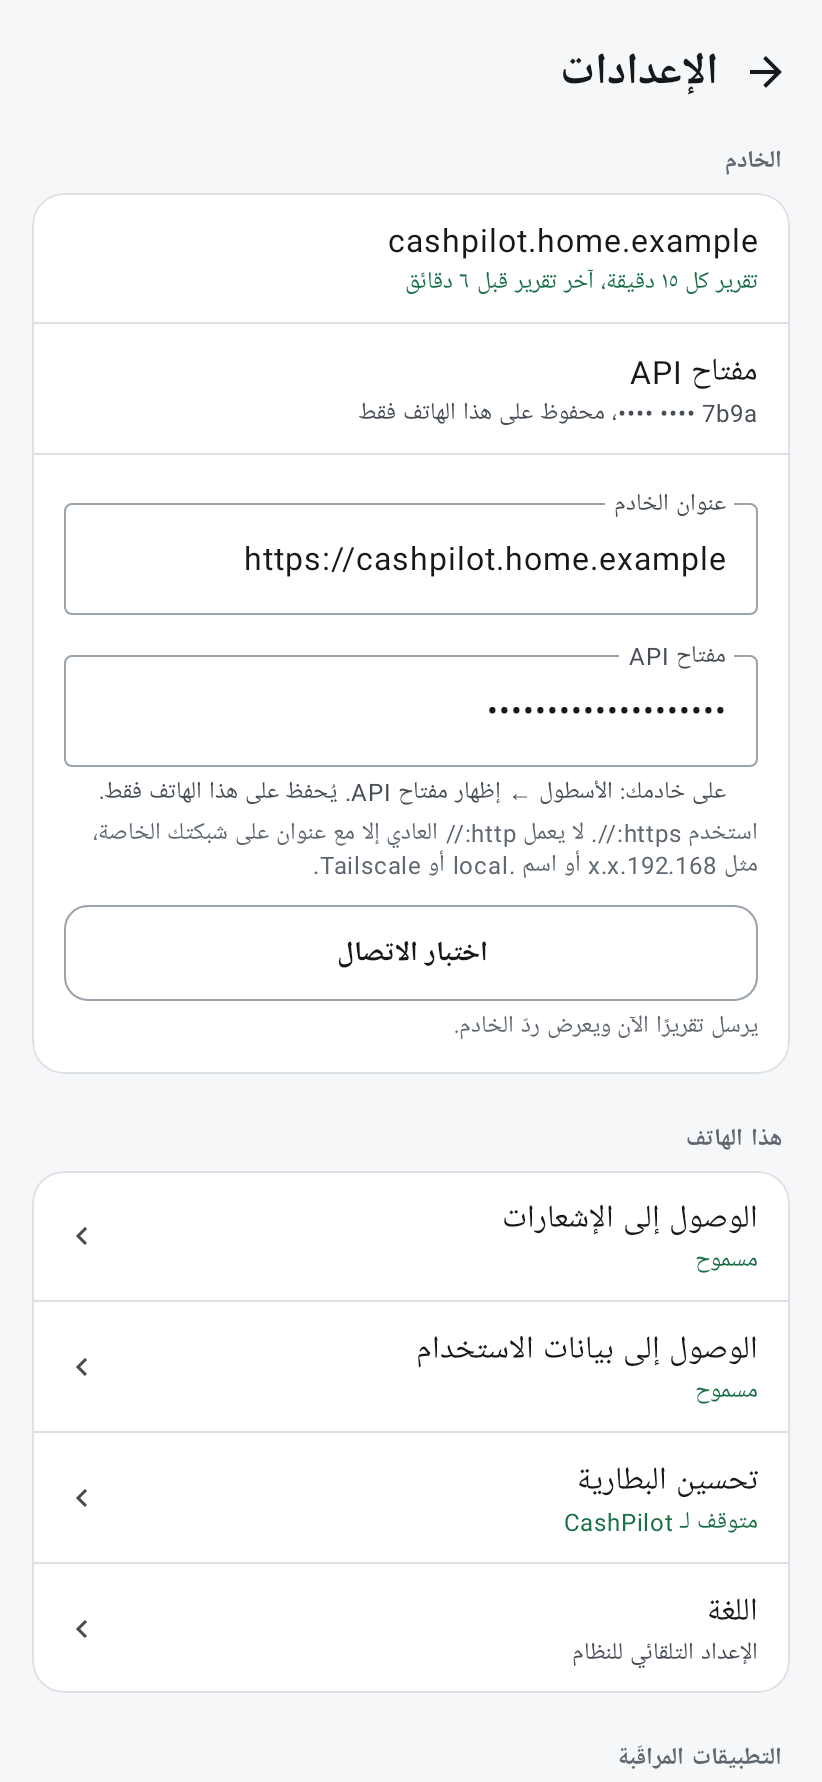 الإعدادات
الخادم
cashpilot.home.example
تقرير كل ١٥ دقيقة، آخر تقرير قبل ٦ دقائق
مفتاح API
7b9a •••• ••••، محفوظ على هذا الهاتف فقط
عنوان الخادم
https://cashpilot.home.example
مفتاح API
••••••••••••••••••••
على خادمك: الأسطول ← إظهار مفتاح API. يُحفظ على هذا الهاتف فقط.
استخدم https://. لا يعمل http:// العادي إلا مع عنوان على شبكتك الخاصة،
مثل 192.168.x.x أو اسم .local أو Tailscale.
اختبار الاتصال
يرسل تقريرًا الآن ويعرض ردّ الخادم.
هذا الهاتف
الوصول إلى الإشعارات
مسموح
الوصول إلى بيانات الاستخدام
مسموح
تحسين البطارية
متوقف لـ CashPilot
اللغة
الإعداد التلقائي للنظام
التطبيقات المراقَبة